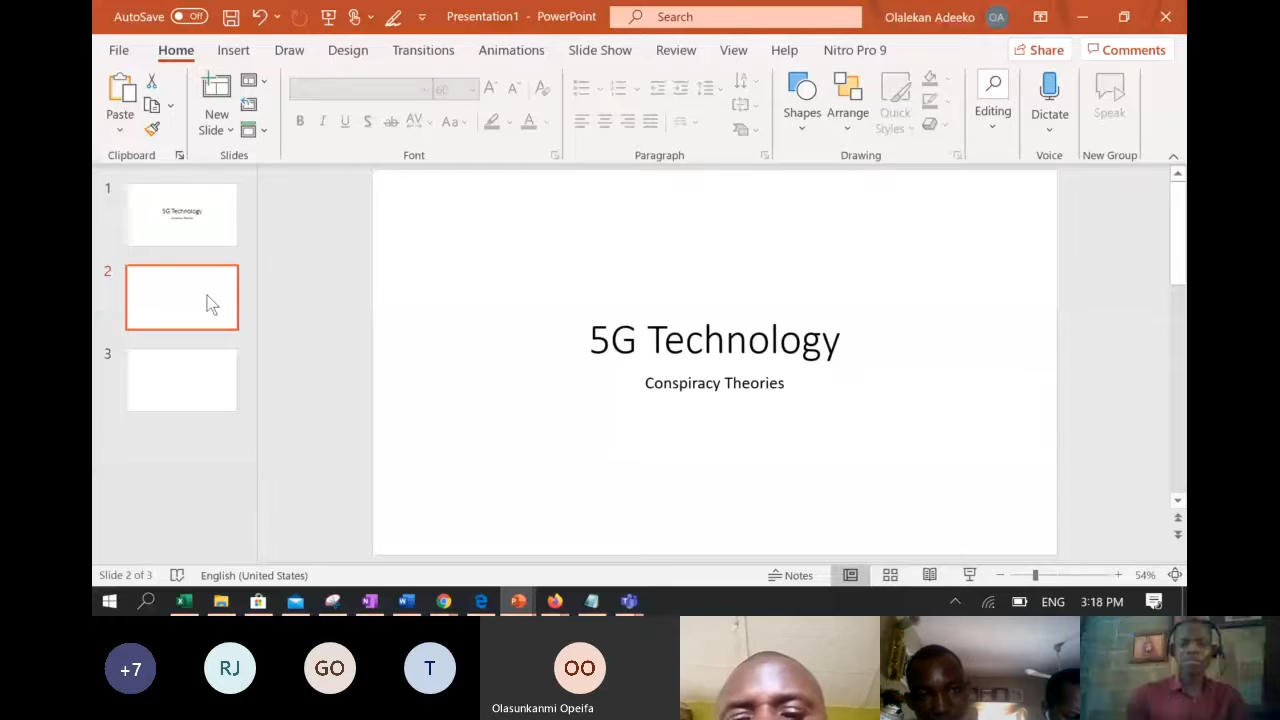 AutoSave Off Presentation1 - PowerPoint Search Olalekan Adeeko OA
File Home Insert Draw Design Transitions Animations Slide Show Review View Help Nitro Pro 9 Share Comments
Paste New Slide 60 Shapes Arrange Quick Styles Editing Dictate Speak
Clipboard Slides Font Paragraph Drawing Voice New Group
1
5G Technology
Conspiracy Theories
2
3
5G Technology
Conspiracy Theories
Slide 2 of 3 English (United States) Notes 54%
ENG 3:18 PM
+7 RJ GO T OO
Olasunkanmi Opeifa